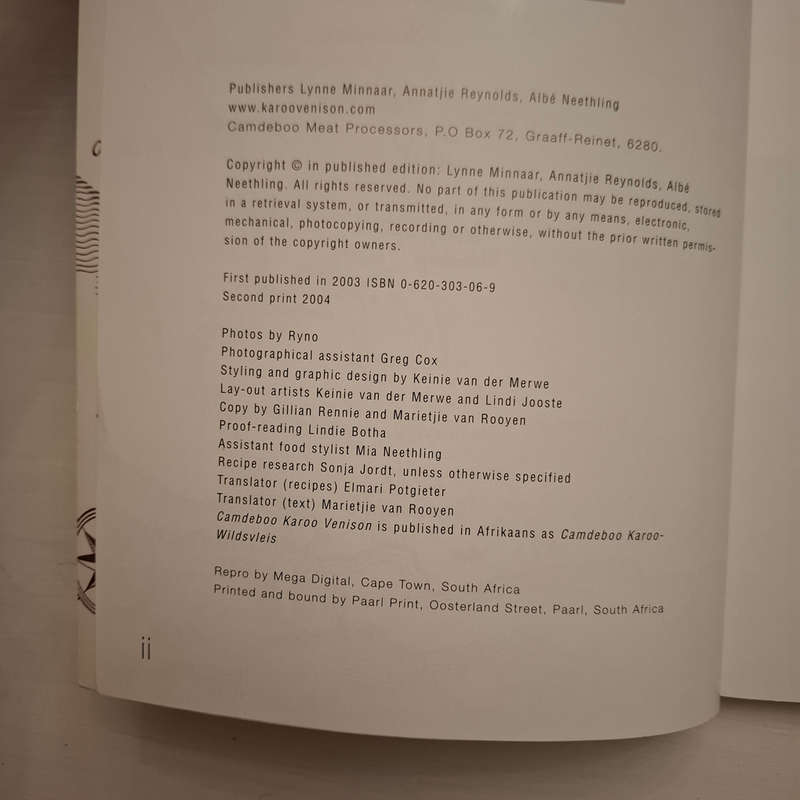 Publishers Lynne Minnaar, Annatjie Reynolds, Albé Neethling
www.karoovenison.com
Camdeboo Meat Processors, P.O Box 72, Graaff-Reinet, 6280.
Copyright © in published edition: Lynne Minnaar, Annatjie Reynolds, Albé
Neethling. All rights reserved. No part of this publication may be reproduced, stored
in a retrieval system, or transmitted, in any form or by any means, electronic,
mechanical, photocopying, recording or otherwise, without the prior written permis-
sion of the copyright owners.
First published in 2003 ISBN 0-620-303-06-9
Second print 2004
Photos by Ryno
Photographical assistant Greg Cox
Styling and graphic design by Keinie van der Merwe
Lay-out artists Keinie van der Merwe and Lindi Jooste
Copy by Gillian Rennie and Marietjie van Rooyen
Proof-reading Lindie Botha
Assistant food stylist Mia Neethling
Recipe research Sonja Jordt, unless otherwise specified
Translator (recipes) Elmari Potgieter
Translator (text) Marietjie van Rooyen
Camdeboo Karoo Venison is published in Afrikaans as Camdeboo Karoo-
Wildsvleis
Repro by Mega Digital, Cape Town, South Africa
Printed and bound by Paarl Print, Oosterland Street, Paarl, South Africa
ii